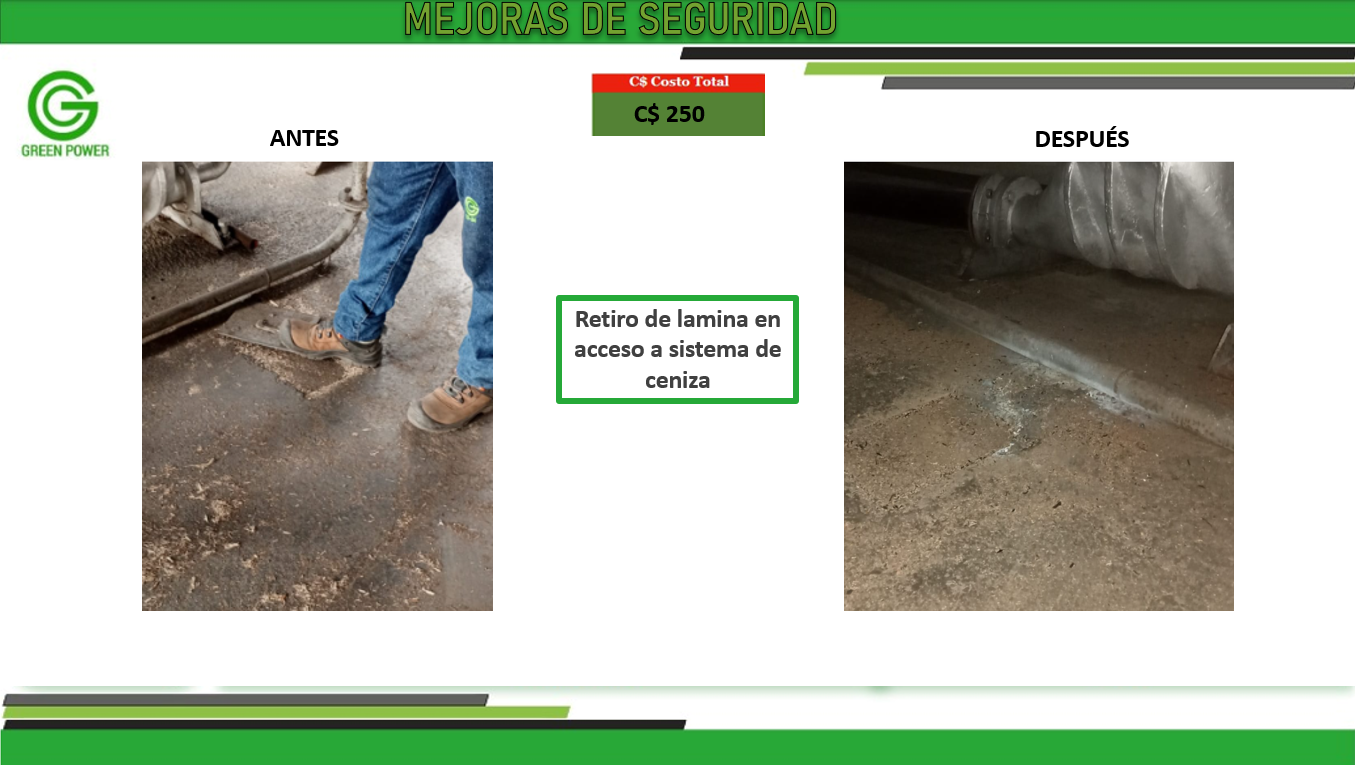 MEJORAS DE SEGURIDAD
C$ Costo Total
C$ 250
GREEN POWER
ANTES
DESPUÉS
Retiro de lamina en
acceso a sistema de
ceniza